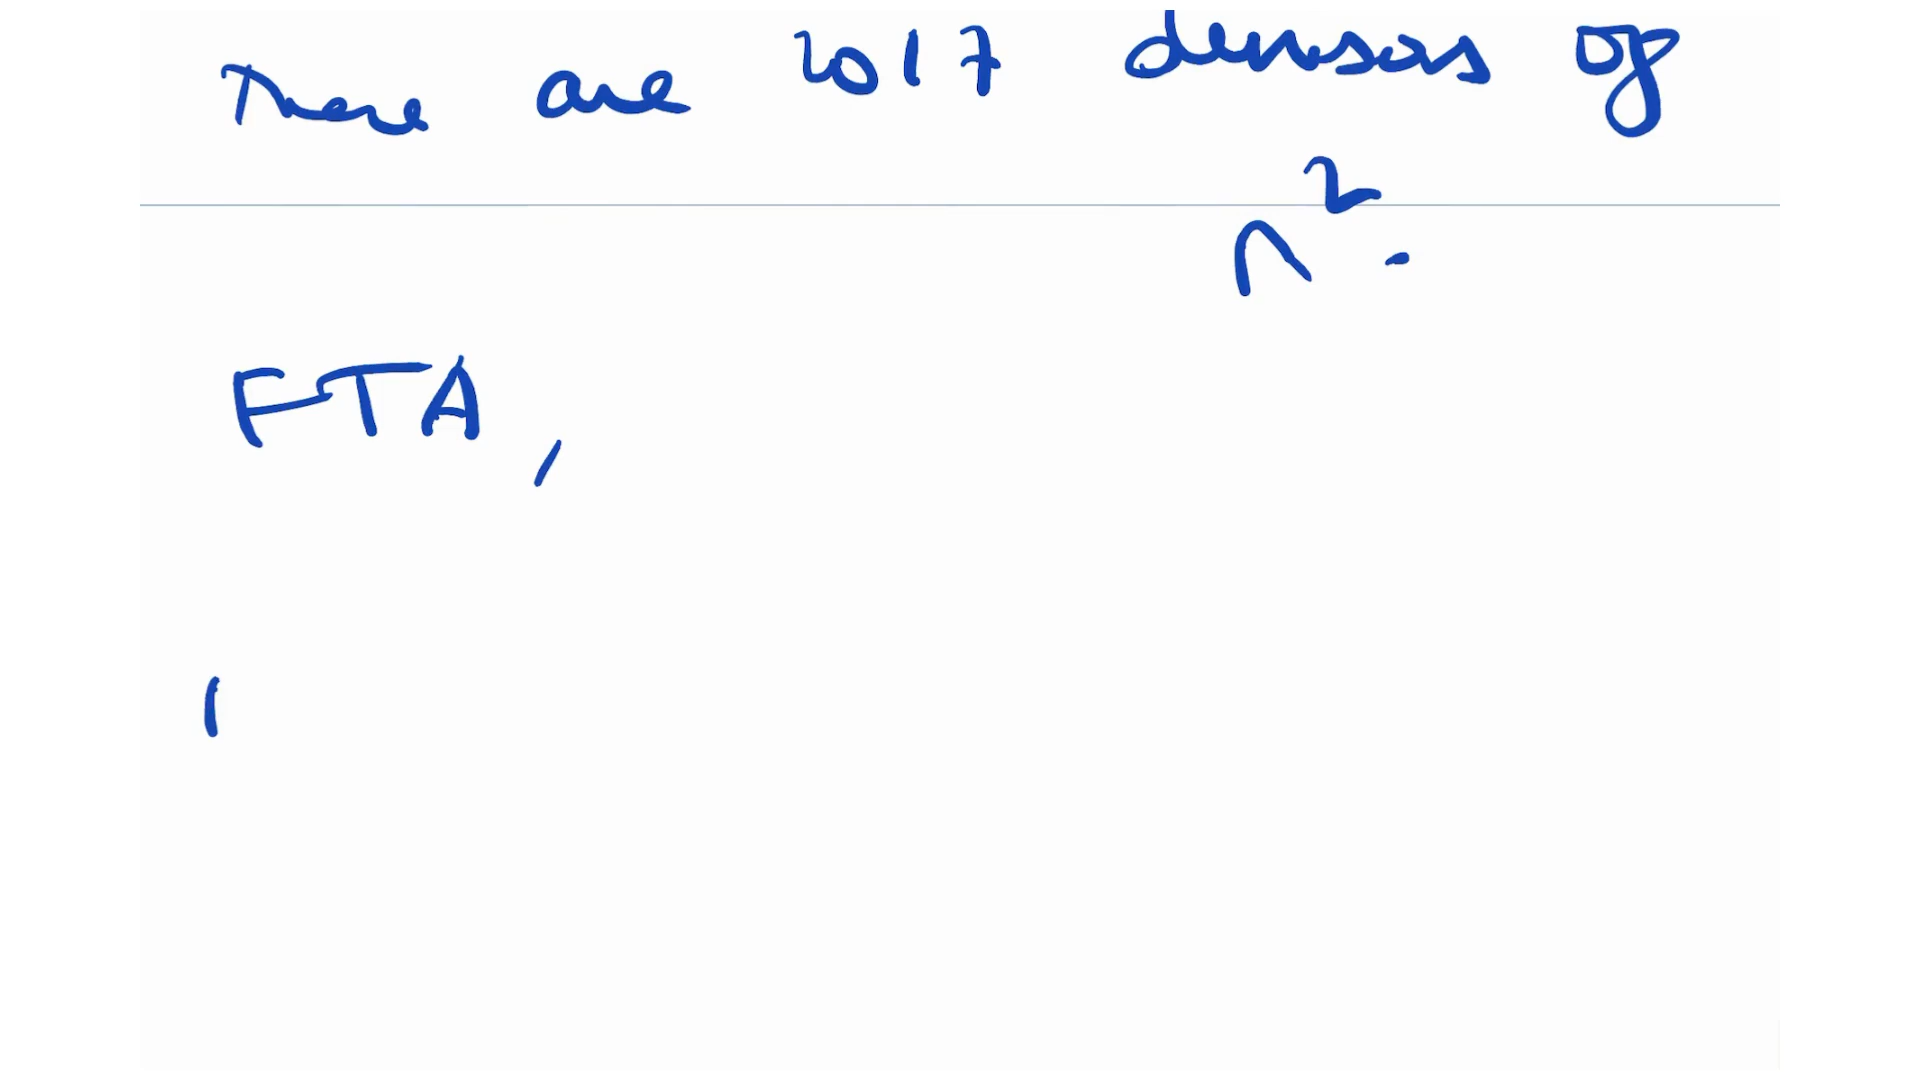 There are 2017 divisors of
n².
FTA,